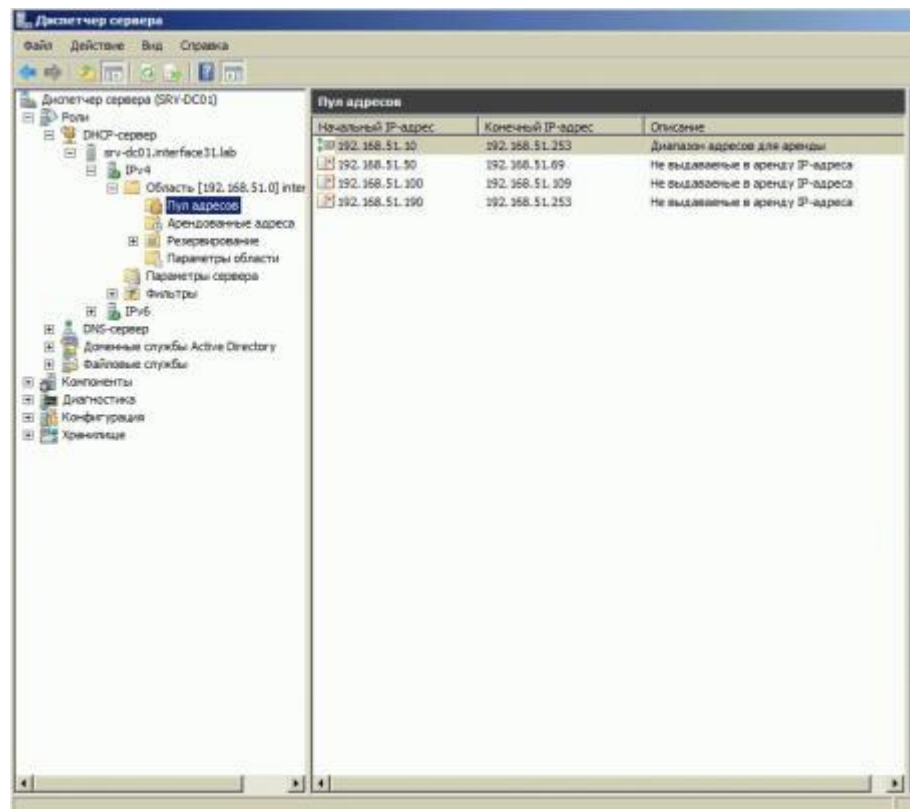 Диспетчер сервера
Файл Действие Вид Справка
Диспетчер сервера (SRV-DC01)
Роли
DHCP-сервер
srv-dc01.interface31.lab
IPv4
Область [192.168.51.0] inter
Пул адресов
Арендованные адреса
Резервирование
Параметры области
Параметры сервера
Фильтры
IPv6
DNS-сервер
Доменные службы Active Directory
Файловые службы
Компоненты
Диагностика
Конфигурация
Хранилище
Пул адресов
Начальный IP-адрес Конечный IP-адрес Описание
192.168.51.10 192.168.51.253 Диапазон адресов для аренды
192.168.51.50 192.168.51.69 Не выдаваемые в аренду IP-адреса
192.168.51.100 192.168.51.109 Не выдаваемые в аренду IP-адреса
192.168.51.190 192.168.51.253 Не выдаваемые в аренду IP-адреса